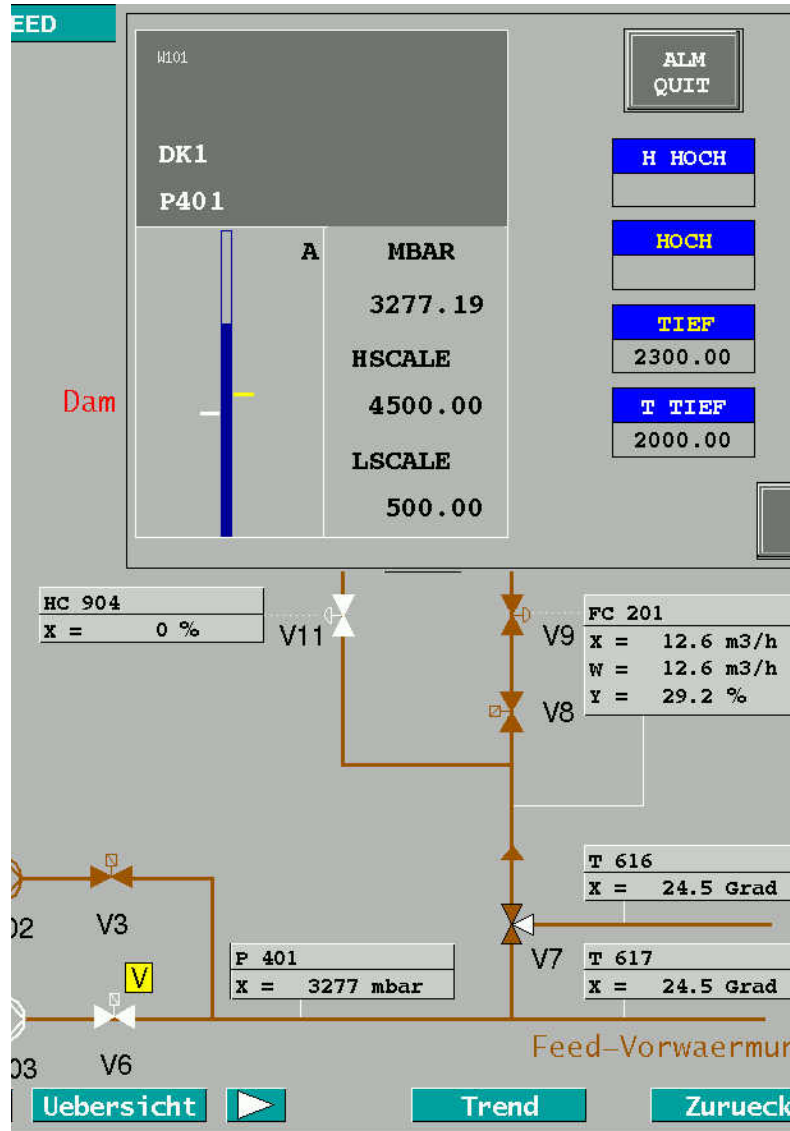 EED
W101
DK1
P401
A
MBAR
3277.19
HSCALE
4500.00
LSCALE
500.00
ALM
QUIT
H HOCH
HOCH
TIEF
2300.00
T TIEF
2000.00
Dam
HC 904
X = 0 %
V11
V9
FC 201
X = 12.6 m3/h
W = 12.6 m3/h
Y = 29.2 %
V8
T 616
X = 24.5 Grad
02
V3
V7
P 401
X = 3277 mbar
T 617
X = 24.5 Grad
V
03
V6
Feed-Vorwaermun
Uebersicht
Trend
Zurueck